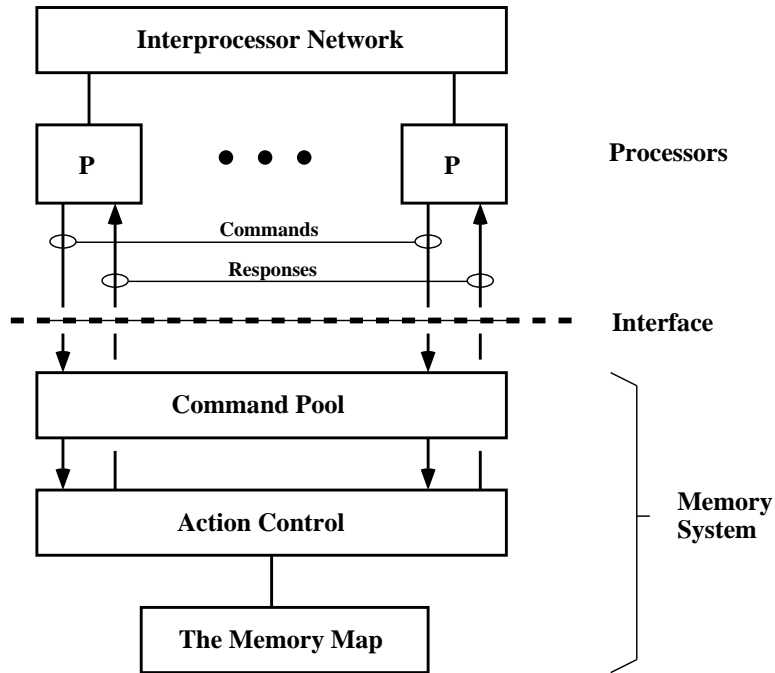 Interprocessor Network
P
P
Processors
Commands
Responses
Interface
Command Pool
Action Control
Memory
System
The Memory Map